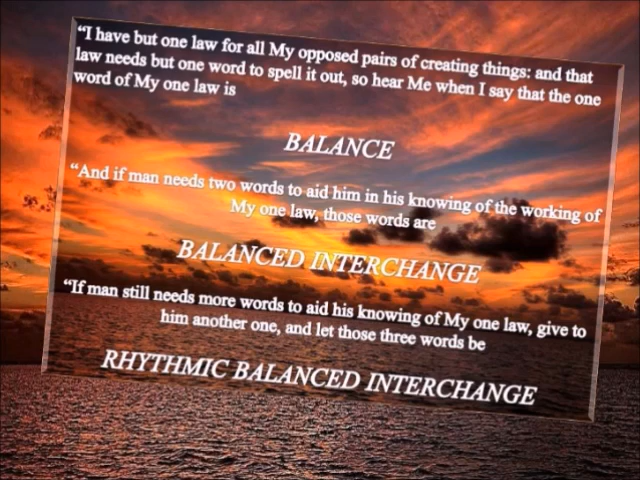 “I have but one law for all My opposed pairs of creating things: and that
law needs but one word to spell it out, so hear Me when I say that the one
word of My one law is
BALANCE
“And if man needs two words to aid him in his knowing of the working of
My one law, those words are
BALANCED INTERCHANGE
“If man still needs more words to aid his knowing of My one law, give to
him another one, and let those three words be
RHYTHMIC BALANCED INTERCHANGE